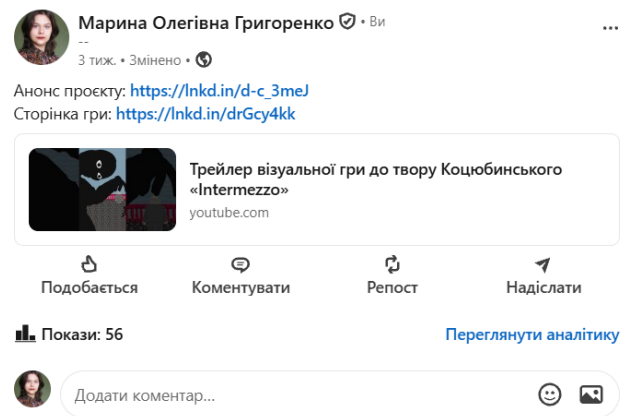 Марина Олегівна Григоренко • Ви
--
3 тиж. • Змінено •
Анонс проєкту: https://lnkd.in/d-c_3meJ
Сторінка гри: https://lnkd.in/drGcy4kk
Трейлер візуальної гри до твору Коцюбинського
«Intermezzo»
youtube.com
Подобається Коментувати Репост Надіслати
Покази: 56 Переглянути аналітику
Додати коментар...